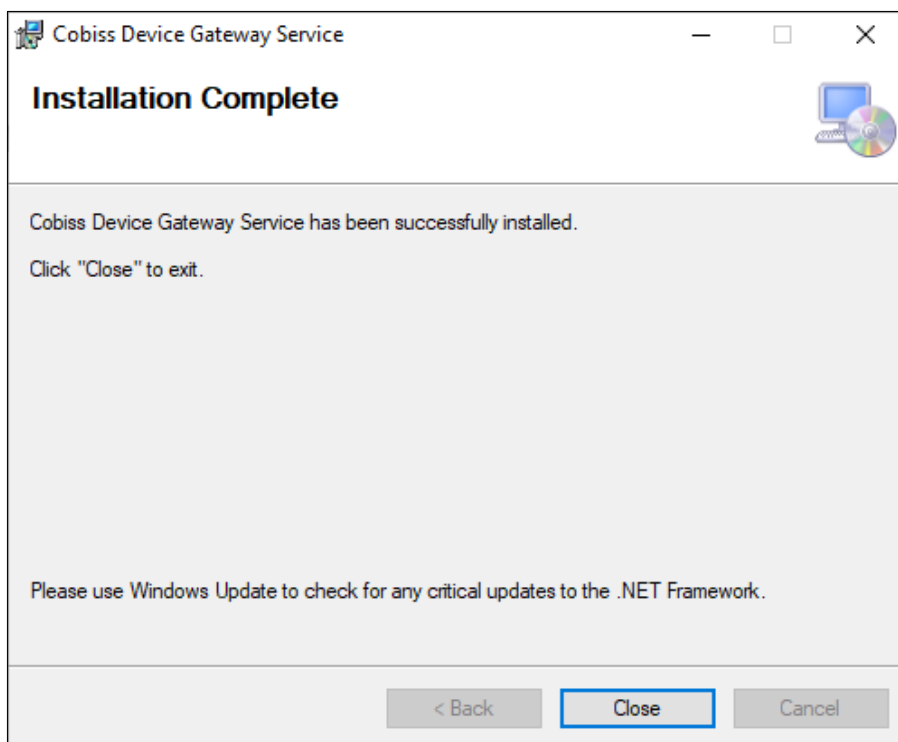 Cobiss Device Gateway Service
Installation Complete
Cobiss Device Gateway Service has been successfully installed.
Click "Close" to exit.
Please use Windows Update to check for any critical updates to the .NET Framework.
< Back
Close
Cancel